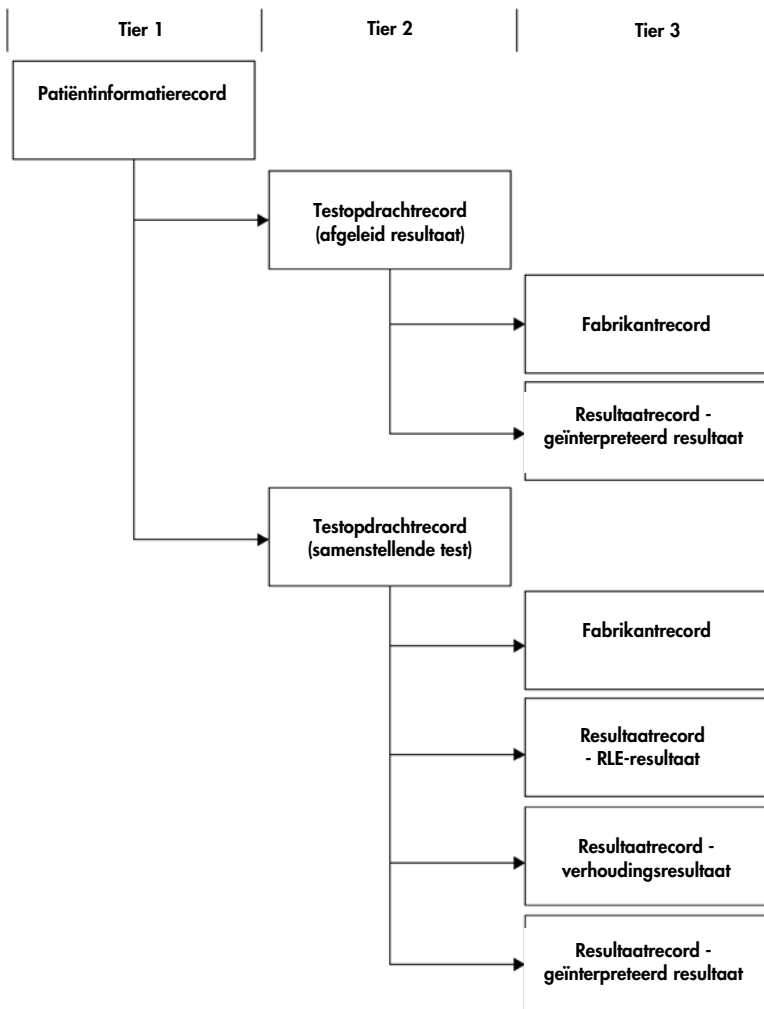 Tier 1
Tier 2
Tier 3
Patiëntinformatierecord
Testopdrachtrecord
(afgeleid resultaat)
Fabrikantrecord
Resultaatrecord -
geïnterpreteerd resultaat
Testopdrachtrecord
(samenstellende test)
Fabrikantrecord
Resultaatrecord
- RLE-resultaat
Resultaatrecord -
verhoudingsresultaat
Resultaatrecord -
geïnterpreteerd resultaat